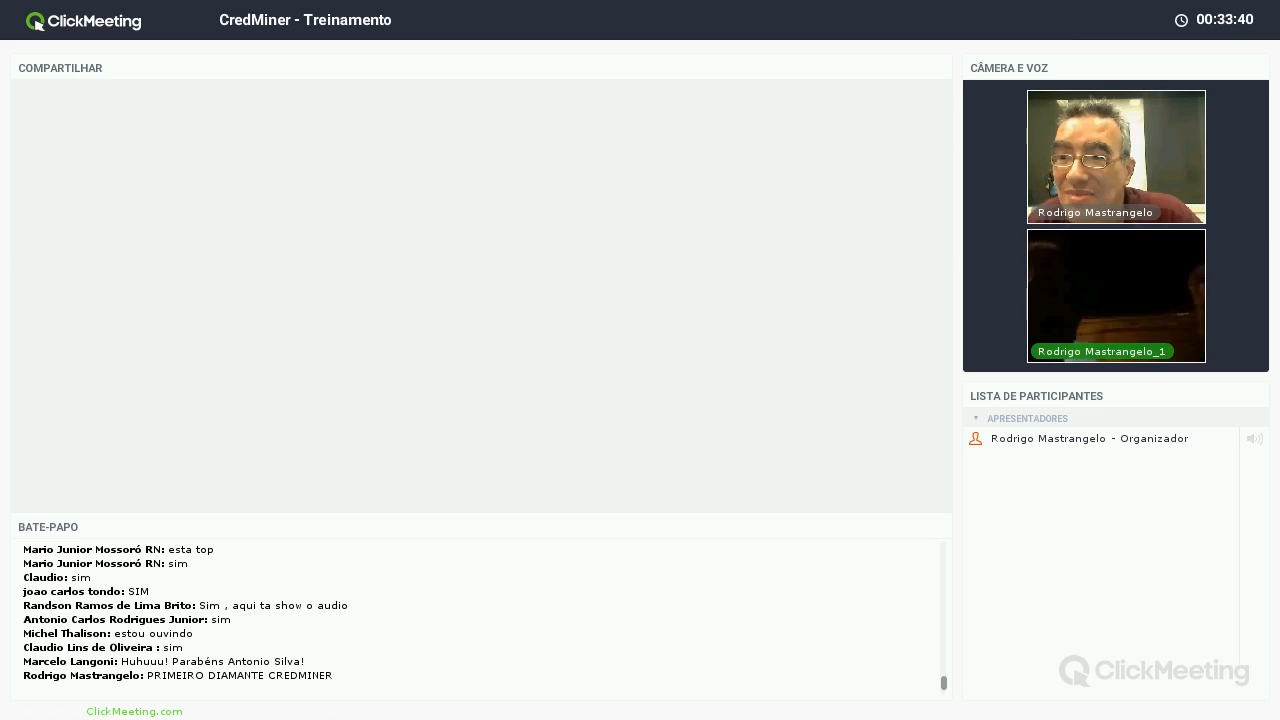 ClickMeeting
CredMiner - Treinamento
00:33:40
COMPARTILHAR
CÂMERA E VOZ
Rodrigo Mastrangelo
Rodrigo Mastrangelo_1
LISTA DE PARTICIPANTES
APRESENTADORES
Rodrigo Mastrangelo - Organizador
BATE-PAPO
Mario Junior Mossoró RN: esta top
Mario Junior Mossoró RN: sim
Claudio: sim
joao carlos tondo: SIM
Randson Ramos de Lima Brito: Sim , aqui ta show o audio
Antonio Carlos Rodrigues Junior: sim
Michel Thalison: estou ouvindo
Claudio Lins de Oliveira : sim
Marcelo Langoni: Huhuuu! Parabéns Antonio Silva!
Rodrigo Mastrangelo: PRIMEIRO DIAMANTE CREDMINER
ClickMeeting
ClickMeeting.com